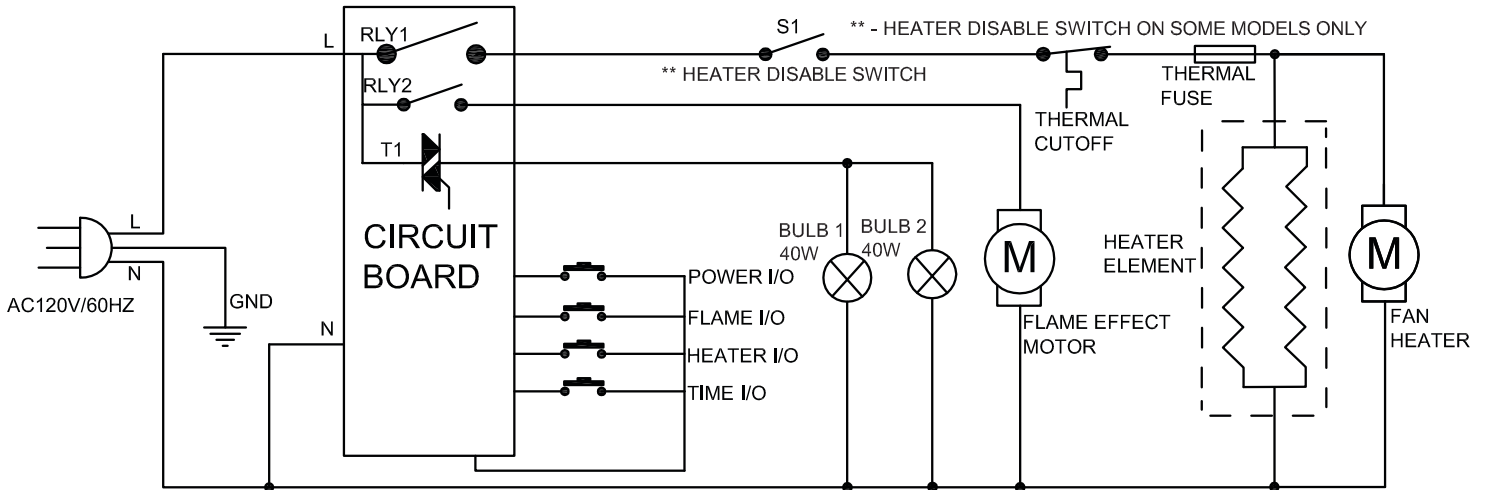 RLY1
S1
** - HEATER DISABLE SWITCH ON SOME MODELS ONLY
L
** HEATER DISABLE SWITCH
THERMAL
FUSE
RLY2
THERMAL
CUTOFF
T1
L
CIRCUIT
BOARD
BULB 1
40W
BULB 2
40W
M
HEATER
ELEMENT
M
N
AC120V/60HZ
GND
POWER I/O
FLAME I/O
HEATER I/O
TIME I/O
N
FLAME EFFECT
MOTOR
FAN
HEATER